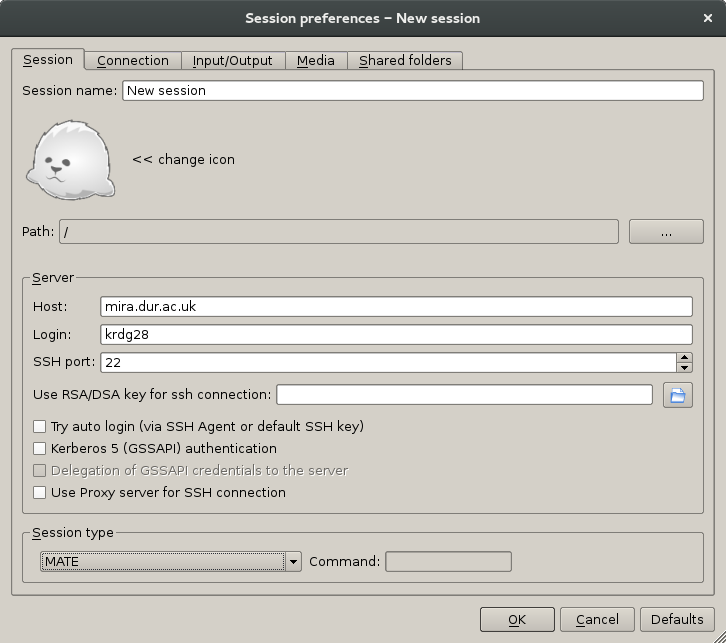 Session preferences – New session
Session Connection Input/Output Media Shared folders
Session name: New session
<< change icon
Path: / ...
Server
Host: mira.dur.ac.uk
Login: krdg28
SSH port: 22
Use RSA/DSA key for ssh connection:
Try auto login (via SSH Agent or default SSH key)
Kerberos 5 (GSSAPI) authentication
Delegation of GSSAPI credentials to the server
Use Proxy server for SSH connection
Session type
MATE Command:
OK Cancel Defaults